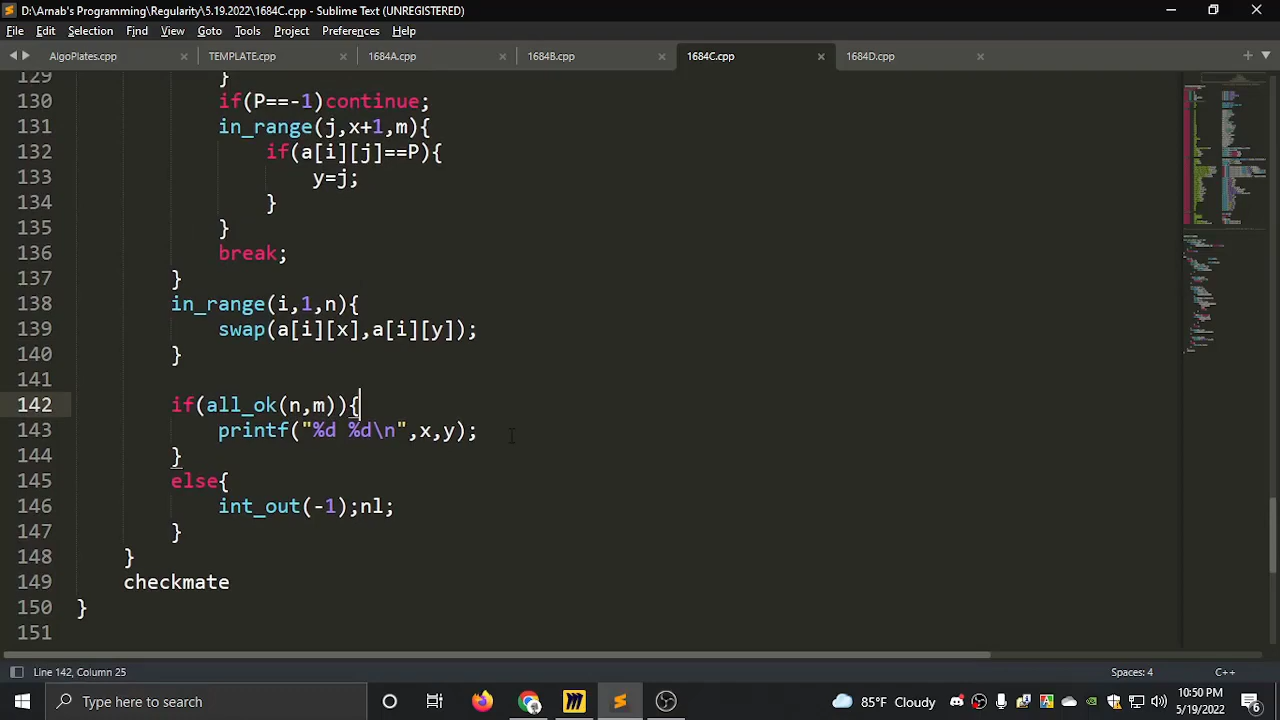 D:\Arnab's Programming\Regularity\5.19.2022\1684C.cpp - Sublime Text (UNREGISTERED)
File Edit Selection Find View Goto Tools Project Preferences Help
AlgoPlates.cpp TEMPLATE.cpp 1684A.cpp 1684B.cpp 1684C.cpp 1684D.cpp
129 }
130 if(P==-1)continue;
131 in_range(j,x+1,m){
132 if(a[i][j]==P){
133 y=j;
134 }
135 }
136 break;
137 }
138 in_range(i,1,n){
139 swap(a[i][x],a[i][y]);
140 }
141
142 if(all_ok(n,m)){
143 printf("%d %d\n",x,y);
144 }
145 else{
146 int_out(-1);nl;
147 }
148 }
149 checkmate
150 }
151
Line 142, Column 25 Spaces: 4 C++
Type here to search 85°F Cloudy 10:50 PM
5/19/2022 6